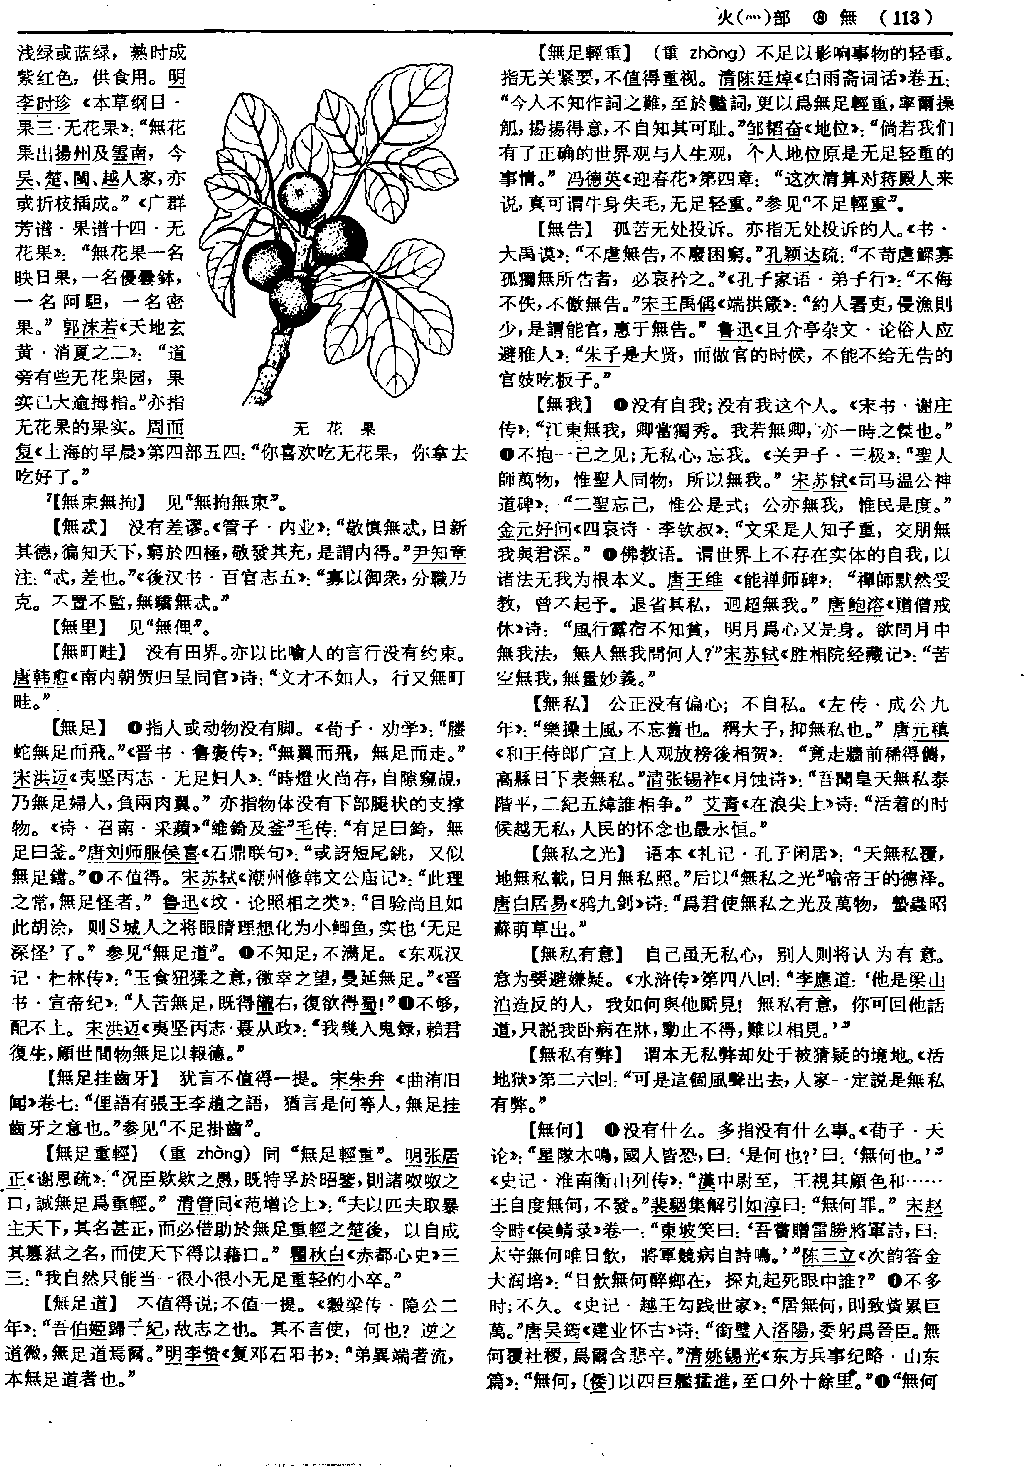 火(灬)部 ⑧ 無 (113)
浅绿或蓝绿，熟时成
紫红色，供食用。明
李时珍《本草纲目·
果三·无花果》：“無花
果出揚州及雲南，今
吴、楚、閩、越人家，亦
或折枝插成。”《广群
芳谱·果谱十四·无
花果》：“無花果一名
映日果，一名優曇鉢，
一名阿駔，一名密
果。”郭沫若《天地玄
黄·消夏之二》：“道
旁有些无花果园，果
实已大逾拇指。”亦指
无花果的果实。周而
复《上海的早晨》第四部五四：“你喜欢吃无花果，你拿去
吃好了。”
无花果
【無束無拘】 见“無拘無束”。
【無忒】 没有差谬。《管子·内业》：“敬慎無忒，日新
其德，徧知天下，窮於四極，敬發其充，是謂内得。”尹知章
注：“忒，差也。”《後汉书·百官志五》：“寡以御衆，分職乃
克。不置不監，無驕無忒。”
【無里】 见“無俚”。
【無町畦】 没有田界。亦以比喻人的言行没有约束。
唐韩愈《南内朝贺归呈同官》诗：“文才不如人，行又無町
畦。”
【無足】 ❶指人或动物没有脚。《荀子·劝学》：“螣
蛇無足而飛。”《晋书·鲁褒传》：“無翼而飛，無足而走。”
宋洪迈《夷坚丙志·无足妇人》：“時燈火尚存，自隙窺覘，
乃無足婦人，負兩肉翼。”亦指物体没有下部腿状的支撑
物。《诗·召南·采蘋》“維錡及釜”毛传：“有足曰錡，無
足曰釜。”唐刘师服侯喜《石鼎联句》：“或訝短尾銚，又似
無足鐺。”❷不值得。宋苏轼《潮州修韩文公庙记》：“此理
之常，無足怪者。”鲁迅《坟·论照相之类》：“目验尚且如
此胡涂，则S城人之将眼睛理想化为小鲫鱼，实也‘无足
深怪’了。”参见“無足道”。❸不知足，不满足。《东观汉
记·杜林传》：“玉食狃猱之意，徼幸之望，曼延無足。”《晋
书·宣帝纪》：“人苦無足，既得隴右，復欲得蜀！”❹不够，
配不上。宋洪迈《夷坚丙志·聂从政》：“我幾入鬼錄，賴君
復生，顧世間物無足以報德。”
【無足挂齒牙】 犹言不值得一提。宋朱弁《曲洧旧
闻》卷七：“俚語有張王李趙之語，猶言是何等人，無足挂
齒牙之意也。”参见“不足掛齒”。
【無足重輕】（重 zhòng）同“無足輕重”。明张居
正《谢恩疏》：“况臣欵欵之愚，既特孚於昭鑒，則諸呶呶之
口，誠無足爲重輕。”清管同《范增论上》：“夫以匹夫取暴
主天下，其名甚正，而必借助於無足重輕之楚後，以自成
其篡弒之名，而使天下得以藉口。”瞿秋白《赤都心史》三
三：“我自然只能当一很小很小无足重轻的小卒。”
【無足道】 不值得说；不值一提。《穀梁传·隐公二
年》：“吾伯姬歸于紀，故志之也。其不言使，何也？逆之
道微，無足道焉爾。”明李贽《复邓石阳书》：“弟異端者流，
本無足道者也。”
【無足輕重】（重 zhòng）不足以影响事物的轻重。
指无关紧要，不值得重视。清陈廷焯《白雨斋词话》卷五：
“今人不知作詞之難，至於豔詞，更以爲無足輕重，率爾操
觚，揚揚得意，不自知其可耻。”邹韬奋《地位》：“倘若我们
有了正确的世界观与人生观，个人地位原是无足轻重的
事情。”冯德英《迎春花》第四章：“这次清算对蒋殿人来
说，真可谓牛身失毛，无足轻重。”参见“不足輕重”。
【無告】 孤苦无处投诉。亦指无处投诉的人。《书·
大禹谟》：“不虐無告，不廢困窮。”孔颖达疏：“不苛虐鰥寡
孤獨無所告者，必哀矜之。”《孔子家语·弟子行》：“不侮
不佚，不傲無告。”宋王禹偁《端拱箴》：“約人署吏，侵漁則
少，是謂能官，惠于無告。”鲁迅《且介亭杂文·论俗人应
避雅人》：“朱子是大贤，而做官的时候，不能不给无告的
官妓吃板子。”
【無我】 ❶没有自我；没有我这个人。《宋书·谢庄
传》：“江東無我，卿當獨秀。我若無卿，亦一時之傑也。”
❷不抱一己之见；无私心，忘我。《关尹子·三极》：“聖人
師萬物，惟聖人同物，所以無我。”宋苏轼《司马温公神
道碑》：“二聖忘己，惟公是式；公亦無我，惟民是度。”
金元好问《四哀诗·李钦叔》：“文采是人知子重，交朋無
我與君深。”❸佛教语。谓世界上不存在实体的自我，以
诸法无我为根本义。唐王维《能禅师碑》：“禪師默然受
教，曾不起予。退省其私，迥超無我。”唐鲍溶《赠僧戒
休》诗：“風行露宿不知貧，明月爲心又是身。欲問月中
無我法，無人無我問何人？”宋苏轼《胜相院经藏记》：“苦
空無我，無量妙義。”
【無私】 公正没有偏心；不自私。《左传·成公九
年》：“樂操土風，不忘舊也。稱大子，抑無私也。”唐元稹
《和王侍郎广宣上人观放榜後相贺》：“竟走牆前稀得儁，
高縣日下表無私。”清张锡祚《月蚀诗》：“吾聞皇天無私泰
階平，二紀五緯誰相争。”艾青《在浪尖上》诗：“活着的时
候越无私，人民的怀念也最永恒。”
【無私之光】 语本《礼记·孔子闲居》：“天無私覆，
地無私載，日月無私照。”后以“無私之光”喻帝王的德泽。
唐白居易《鸦九剑》诗：“爲君使無私之光及萬物，蟄蟲昭
蘇萌草出。”
【無私有意】 自己虽无私心，别人则将认为有意。
意为要避嫌疑。《水浒传》第四八回：“李應道：‘他是梁山
泊造反的人，我如何與他厮見！無私有意，你可回他話
道，只説我卧病在牀，動止不得，難以相見。’”
【無私有弊】 谓本无私弊却处于被猜疑的境地。《活
地狱》第二六回：“可是這個風聲出去，人家一定説是無私
有弊。”
【無何】 ❶没有什么。多指没有什么事。《荀子·天
论》：“星隊木鳴，國人皆恐，曰：‘是何也？’曰：‘無何也。’”
《史记·淮南衡山列传》：“漢中尉至，王視其顔色和……
王自度無何，不發。”裴駰集解引如淳曰：“無何罪。”宋赵
令畤《侯鲭录》卷一：“東坡笑曰：‘吾嘗贈雷勝將軍詩，曰：
太守無何唯日飲，將軍競病自詩鳴。’”陈三立《次韵答金
大润培》：“日飲無何醉鄉在，探丸起死眼中誰？”❷不多
时；不久。《史记·越王勾践世家》：“居無何，則致貲累巨
萬。”唐吴筠《建业怀古》诗：“銜璧入洛陽，委躬爲晉臣。無
何覆社稷，爲爾含悲辛。”清姚锡光《东方兵事纪略·山东
篇》：“無何，〔倭〕以四巨艦猛進，至口外十餘里。”❸“無何